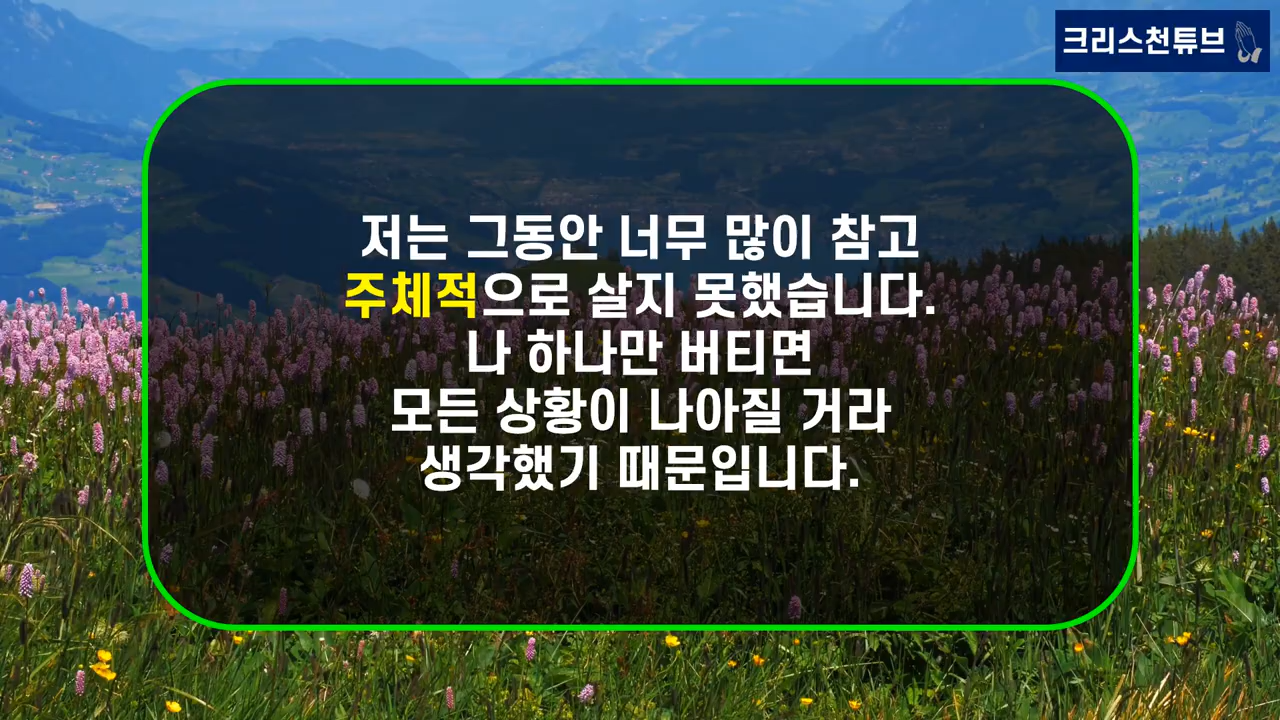 크리스천튜브
저는 그동안 너무 많이 참고
주체적으로 살지 못했습니다.
나 하나만 버티면
모든 상황이 나아질 거라
생각했기 때문입니다.